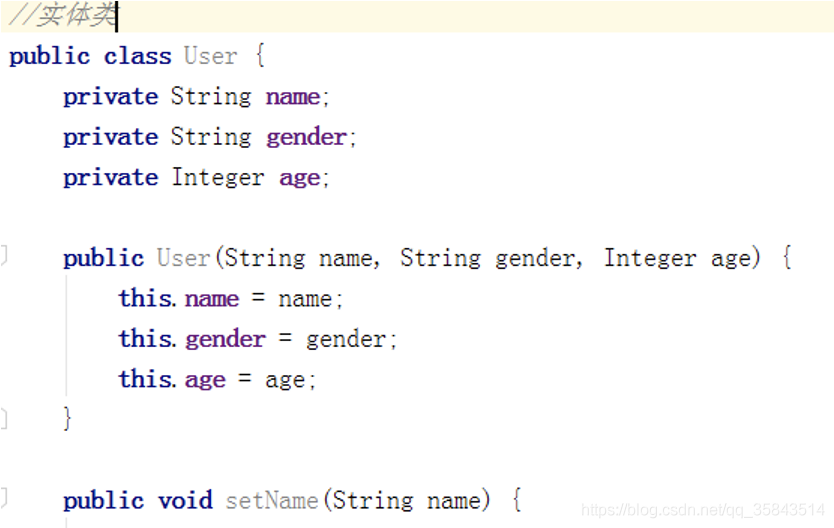 //实体类
public class User {
private String name;
private String gender;
private Integer age;
public User(String name, String gender, Integer age) {
this.name = name;
this.gender = gender;
this.age = age;
}
public void setName(String name) {
https://blog.csdn.net/qq_35843514